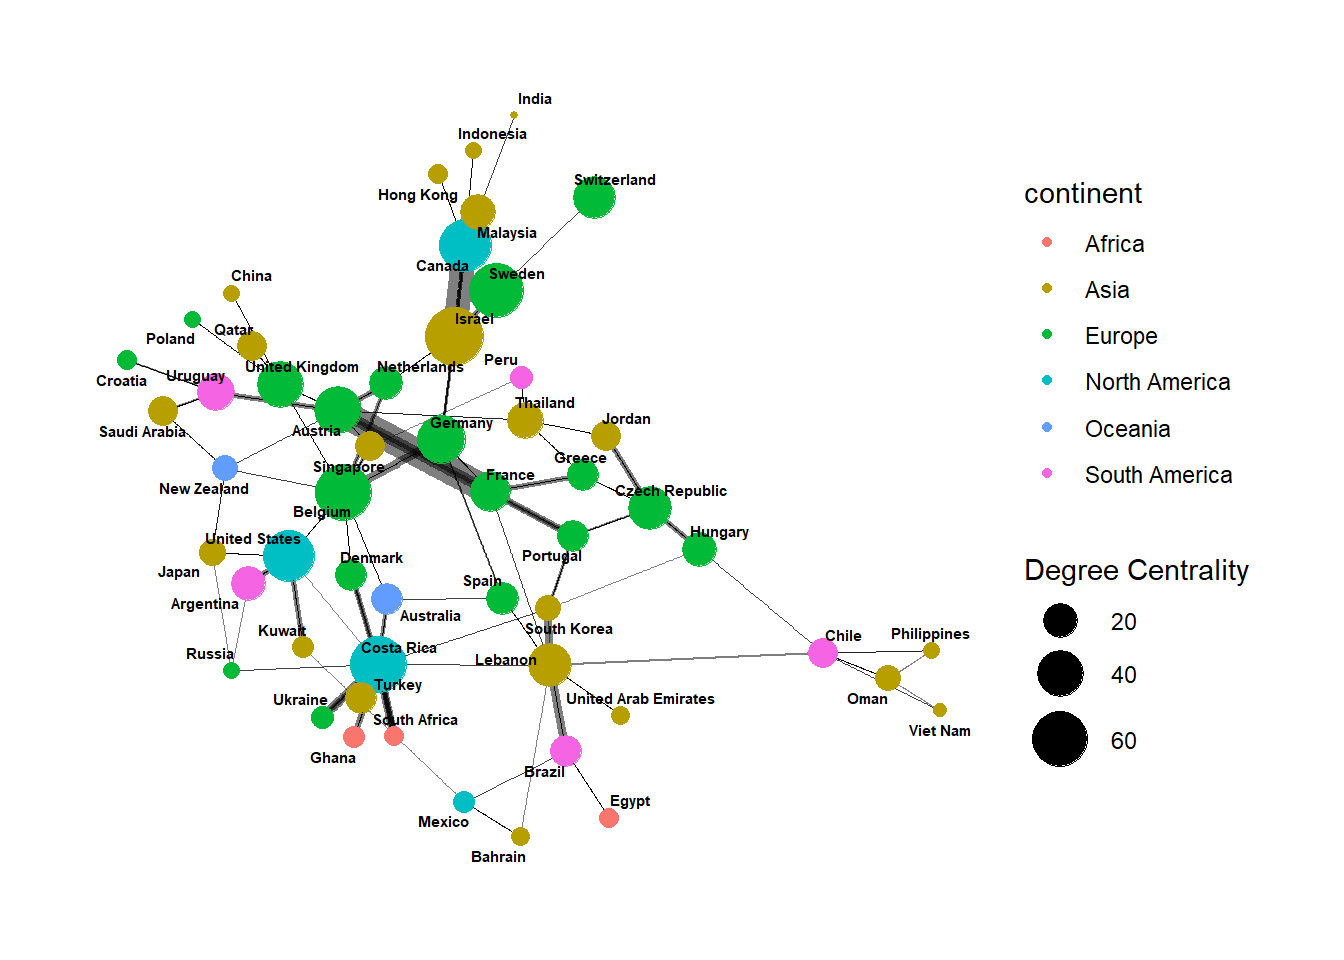 India
Indonesia
Switzerland
Hong Kong
Malaysia
Canada
Sweden
China
Israel
Qatar
Poland
Peru
United Kingdom
Netherlands
Uruguay
Croatia
Thailand
Jordan
Saudi Arabia
Austria
Germany
Greece
Singapore
France
New Zealand
Czech Republic
Belgium
Hungary
United States
Portugal
Denmark
Japan
Spain
Argentina
Australia
South Korea
Kuwait
Costa Rica
Russia
Lebanon
Chile
Philippines
Turkey
Ukraine
United Arab Emirates
Oman
South Africa
Viet Nam
Ghana
Brazil
Egypt
Mexico
Bahrain
continent
Africa
Asia
Europe
North America
Oceania
South America
Degree Centrality
20
40
60